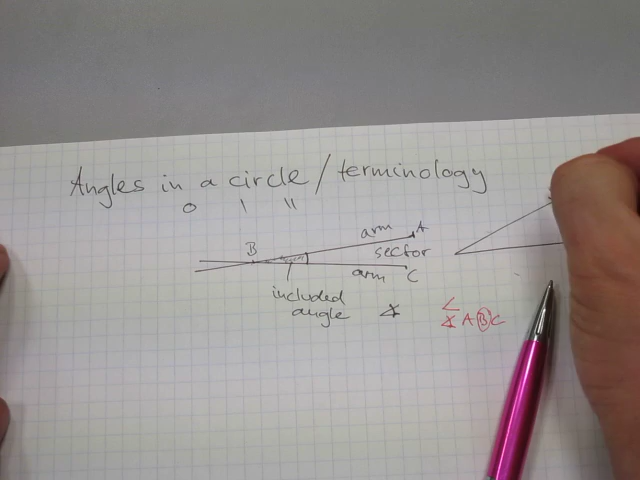 Angles in a circle / terminology
° ' "
arm A
B
sector
arm C
included
angle
∡
∠
∡ABC